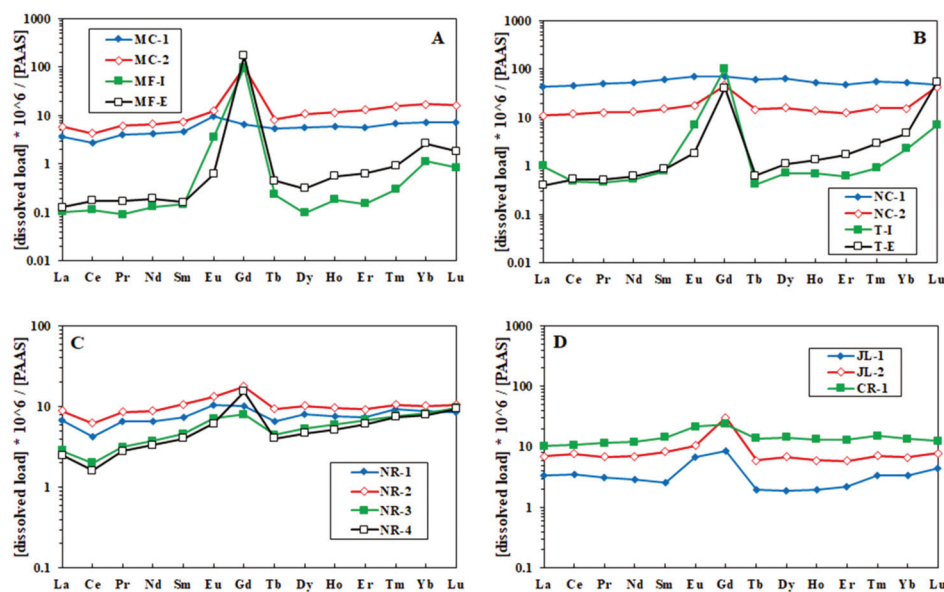 A
[dissolved load] * 10^6 / [PAAS]
1000
100
10
1
0.1
0.01
MC-1
MC-2
MF-I
MF-E
La Ce Pr Nd Sm Eu Gd Tb Dy Ho Er Tm Yb Lu
B
[dissolved load] * 10^6 / [PAAS]
1000
100
10
1
0.1
0.01
NC-1
NC-2
T-I
T-E
La Ce Pr Nd Sm Eu Gd Tb Dy Ho Er Tm Yb Lu
C
[dissolved load] * 10^6 / [PAAS]
100
10
1
0.1
NR-1
NR-2
NR-3
NR-4
La Ce Pr Nd Sm Eu Gd Tb Dy Ho Er Tm Yb Lu
D
[dissolved load] * 10^6 / [PAAS]
1000
100
10
1
0.1
JL-1
JL-2
CR-1
La Ce Pr Nd Sm Eu Gd Tb Dy Ho Er Tm Yb Lu